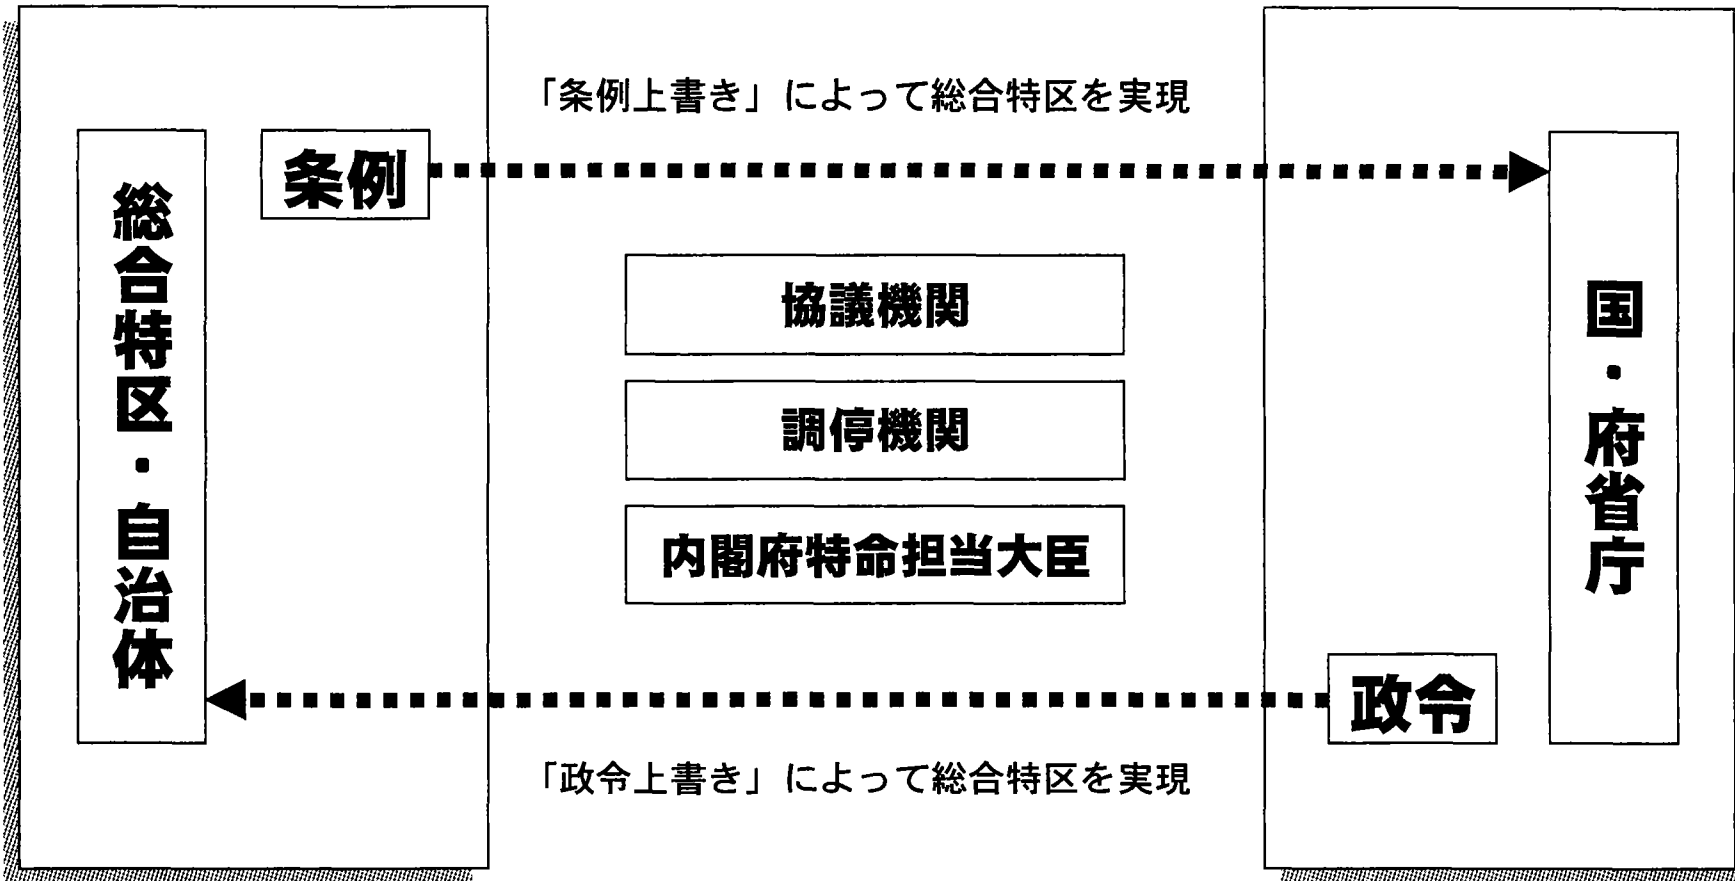 「条例上書き」によって総合特区を実現
条例
総合特区・自治体
協議機関
調停機関
内閣府特命担当大臣
国・府省庁
政令
「政令上書き」によって総合特区を実現